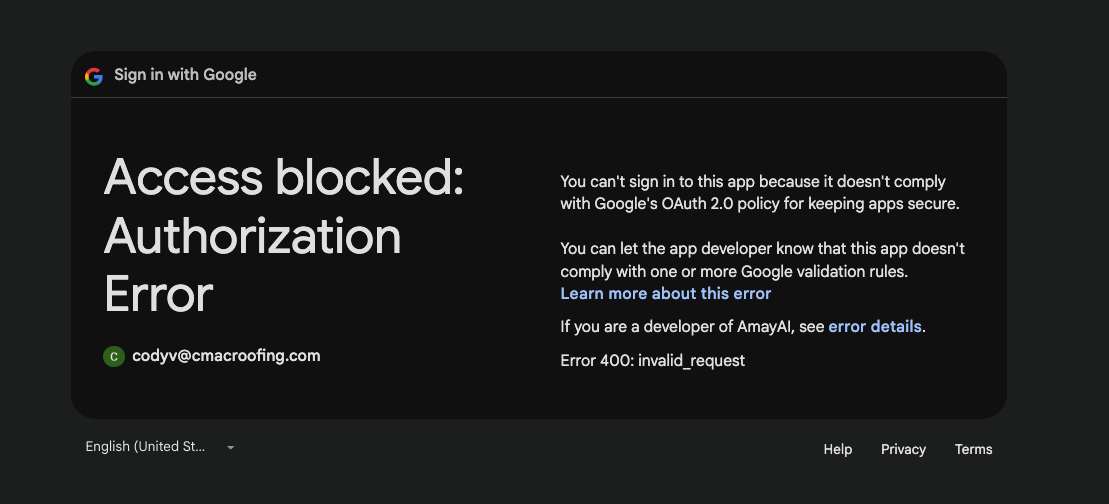 Sign in with Google
Access blocked:
Authorization
Error
codyv@cmacroofing.com
You can't sign in to this app because it doesn't comply
with Google's OAuth 2.0 policy for keeping apps secure.
You can let the app developer know that this app doesn't
comply with one or more Google validation rules.
Learn more about this error
If you are a developer of AmayAI, see error details.
Error 400: invalid_request
English (United St...
Help Privacy Terms